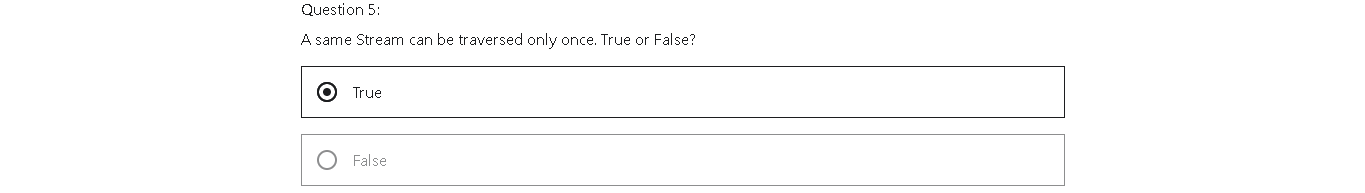 Question 5:
A same Stream can be traversed only once. True or False?
True
False